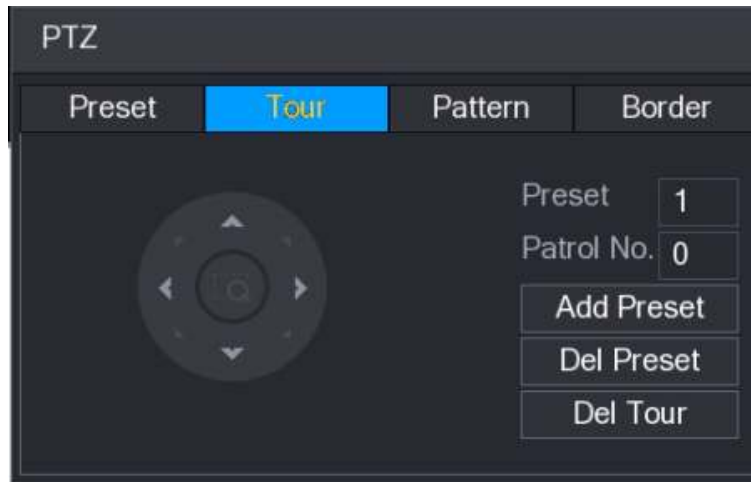 PTZ
Preset Tour Pattern Border
Preset 1
Patrol No. 0
Add Preset
Del Preset
Del Tour